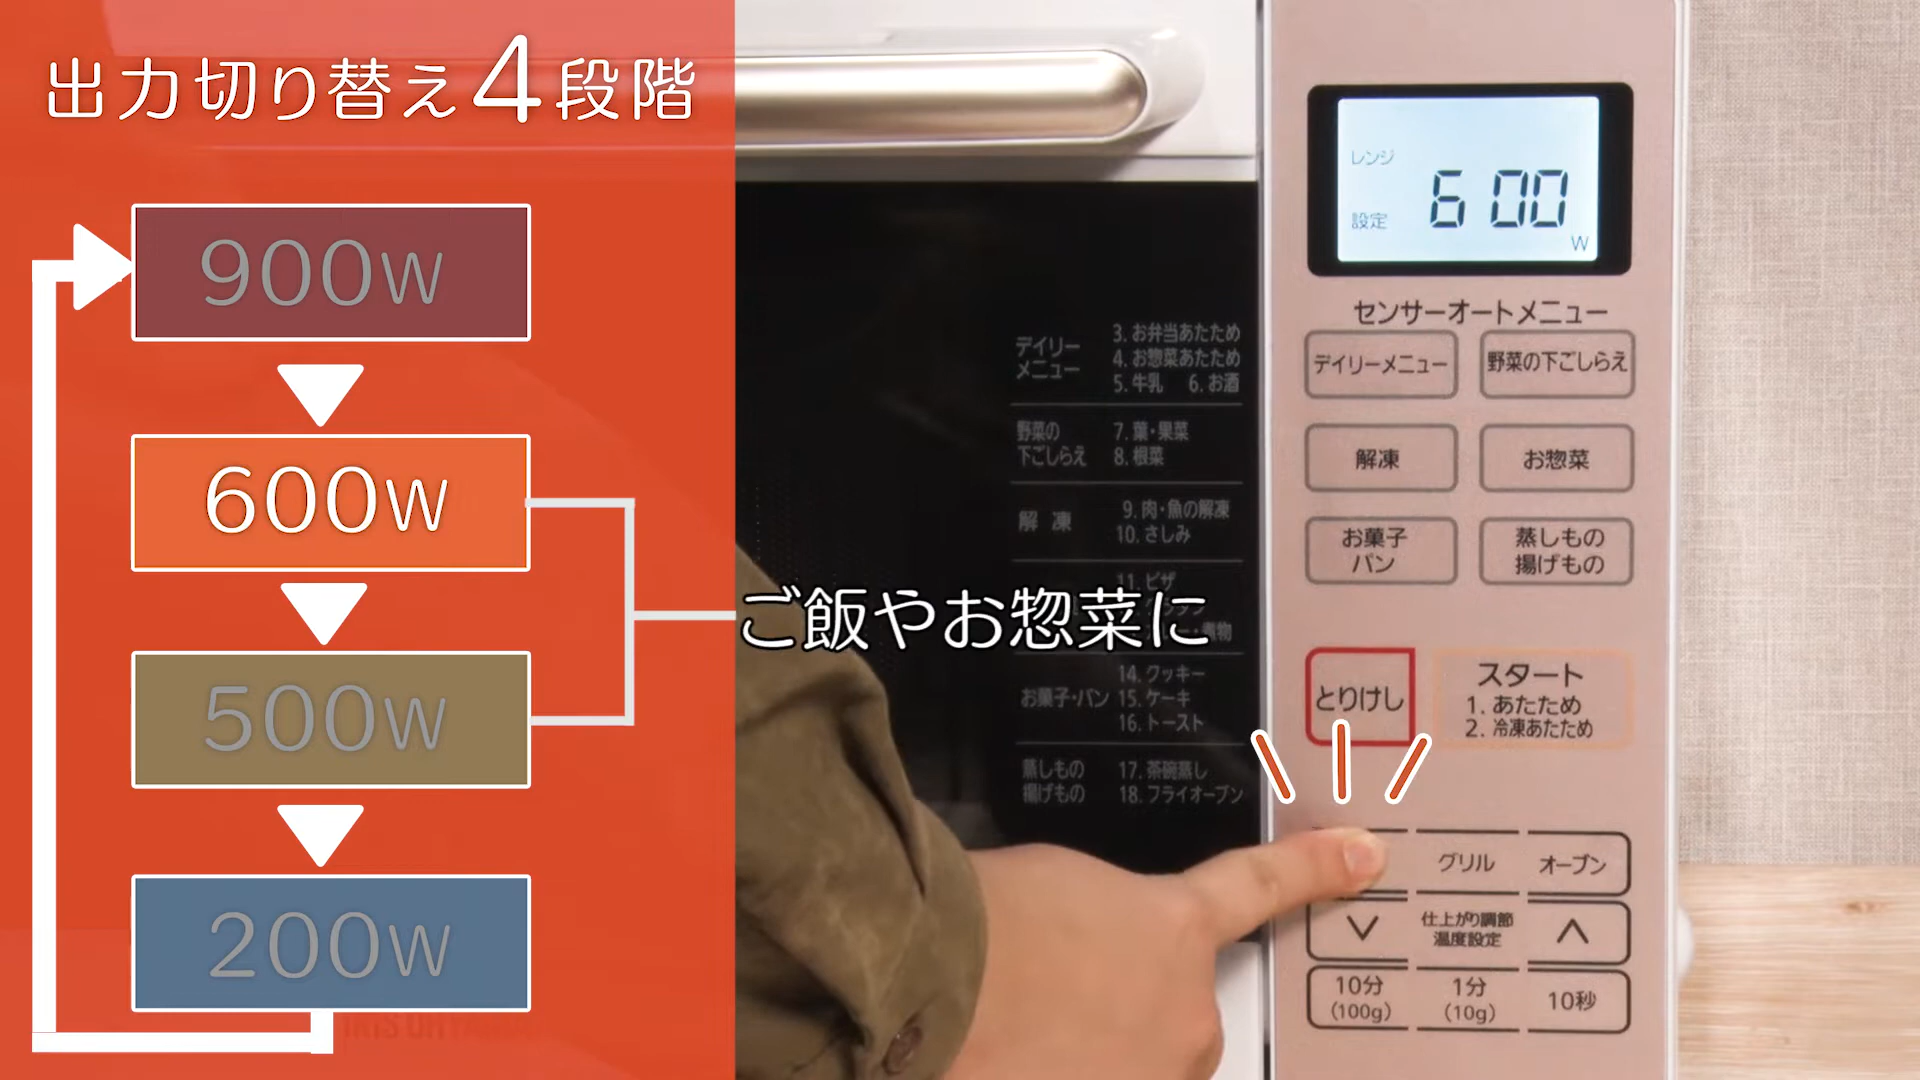 出力切り替え4段階
900W
600W
500W
200W
ご飯やお惣菜に
デイリー
メニュー
3. お弁当あたため
4. お惣菜あたため
5. 牛乳 6. お酒
野菜の
下ごしらえ
7. 葉・果菜
8. 根菜
解 凍
9. 肉・魚の解凍
10. さしみ
11. ピザ
お菓子・パン
14. クッキー
15. ケーキ
16. トースト
蒸しもの
揚げもの
17. 茶碗蒸し
18. フライオーブン
レンジ
設定
600
W
センサーオートメニュー
デイリーメニュー
野菜の下ごしらえ
解凍
お惣菜
お菓子
パン
蒸しもの
揚げもの
とりけし
スタート
1. あたため
2. 冷凍あたため
グリル
オーブン
仕上がり調節
温度設定
10分
(100g)
1分
(10g)
10秒